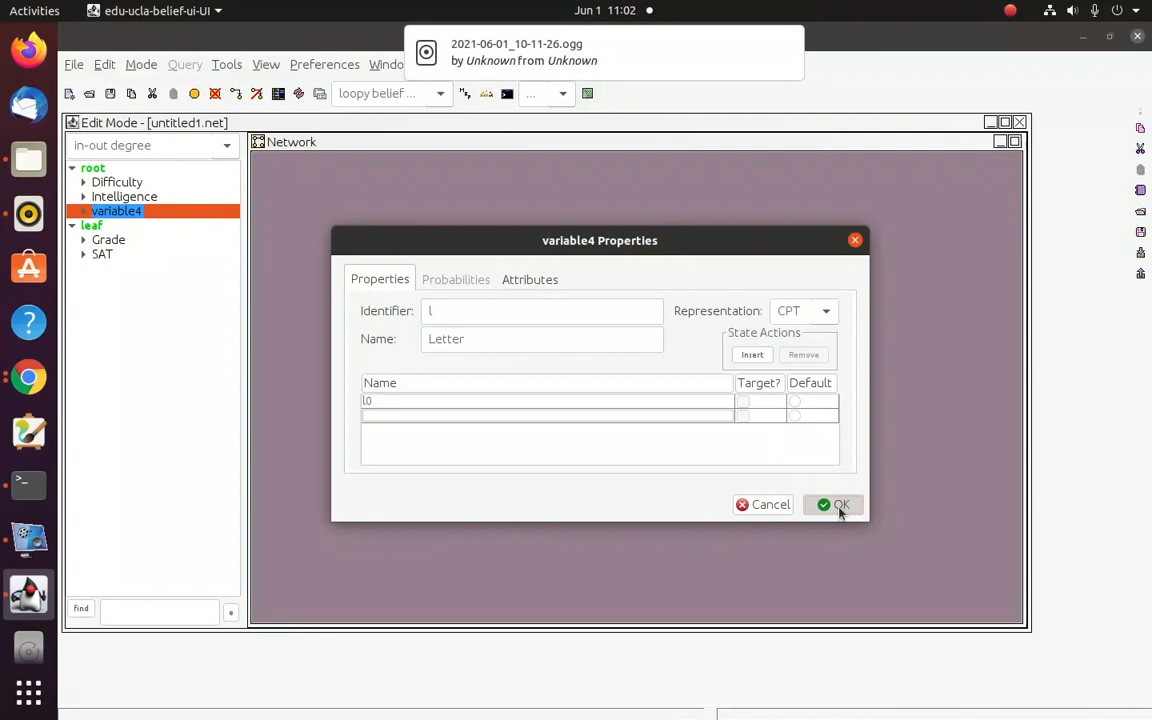 Activities
edu-ucla-belief-ui-UI
Jun 1 11:02
2021-06-01_10-11-26.ogg
by Unknown from Unknown
File Edit Mode Query Tools View Preferences Windo
loopy belief ...
...
Edit Mode - [untitled1.net]
in-out degree
Network
root
Difficulty
Intelligence
variable4
leaf
Grade
SAT
variable4 Properties
Properties Probabilities Attributes
Identifier: l Representation: CPT
State Actions
Name: Letter
Insert Remove
Name Target? Default
l0
Cancel OK
find
e